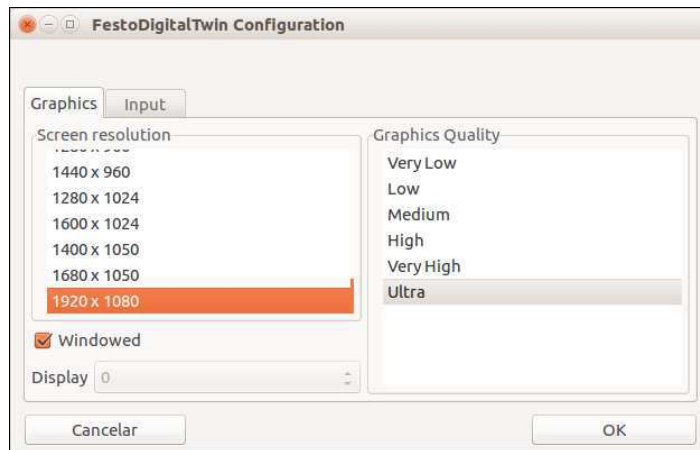 FestoDigitalTwin Configuration
Graphics
Input
Screen resolution
1440 x 960
1280 x 1024
1600 x 1024
1400 x 1050
1680 x 1050
1920 x 1080
Windowed
Display 0
Graphics Quality
Very Low
Low
Medium
High
Very High
Ultra
Cancelar
OK